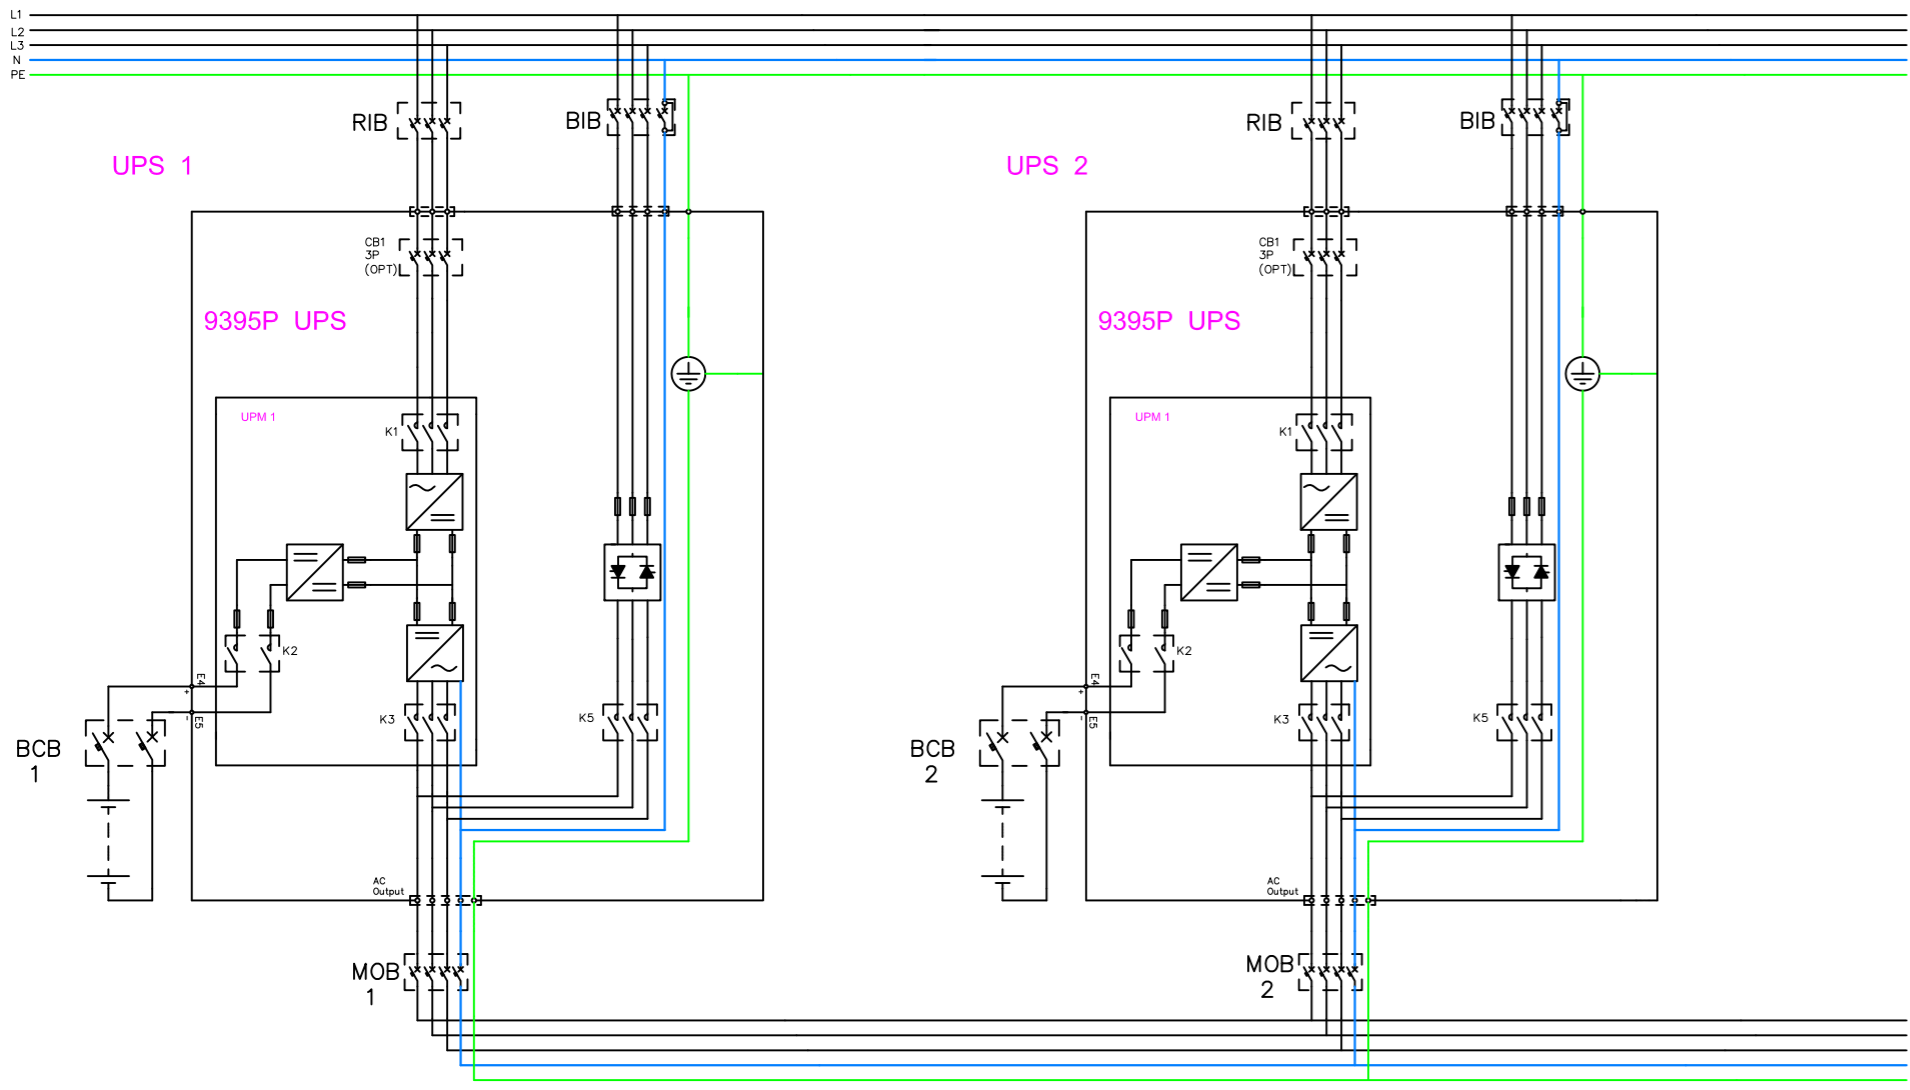 L1
L2
L3
N
PE
RIB
BIB
RIB
BIB
UPS 1
UPS 2
CB1
3P
(OPT)
CB1
3P
(OPT)
9395P UPS
9395P UPS
UPM 1
UPM 1
K1
K1
K2
K2
E4
+
-
E5
E4
+
-
E5
K3
K5
K3
K5
BCB
1
BCB
2
AC
Output
AC
Output
MOB
1
MOB
2